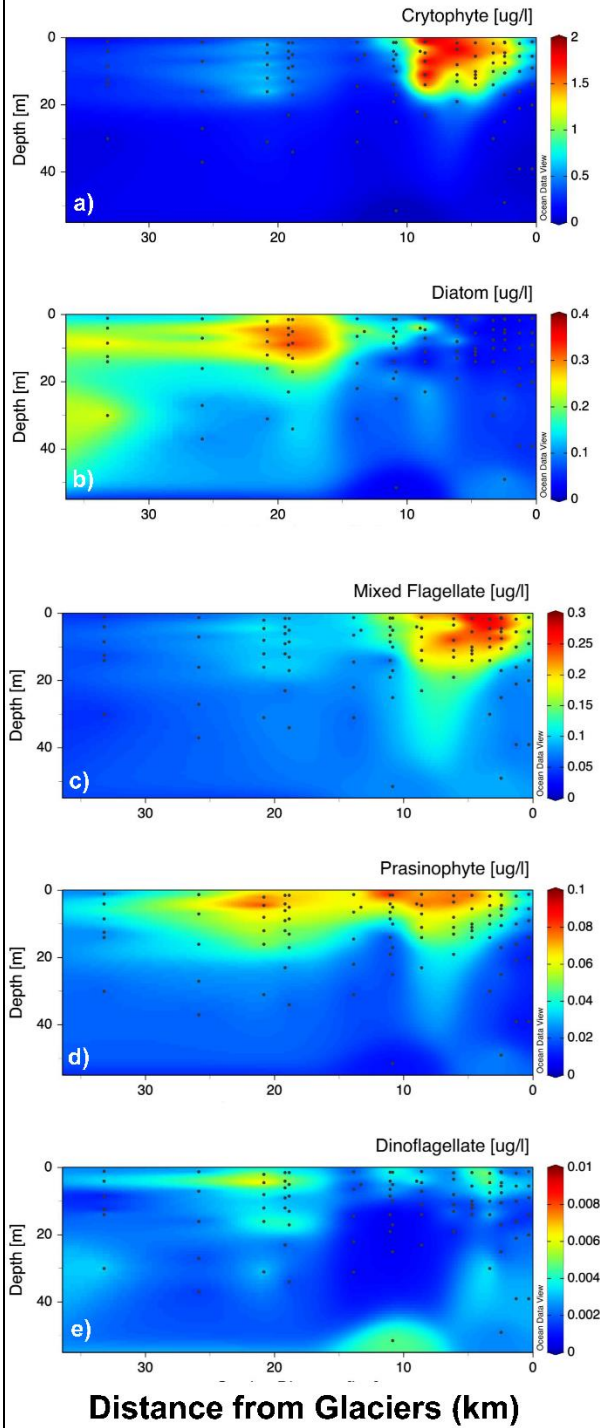 Crytophyte [ug/l]
0
20
40
Depth [m]
a)
30
20
10
0
2
1.5
1
0.5
0
Ocean Data View
Diatom [ug/l]
0
20
40
Depth [m]
b)
30
20
10
0
0.4
0.3
0.2
0.1
0
Ocean Data View
Mixed Flagellate [ug/l]
0
20
40
Depth [m]
c)
30
20
10
0
0.3
0.25
0.2
0.15
0.1
0.05
0
Ocean Data View
Prasinophyte [ug/l]
0
20
40
Depth [m]
d)
30
20
10
0
0.1
0.08
0.06
0.04
0.02
0
Ocean Data View
Dinoflagellate [ug/l]
0
20
40
Depth [m]
e)
0.01
0.008
0.006
0.004
0.002
0
Ocean Data View
Distance from Glaciers (km)